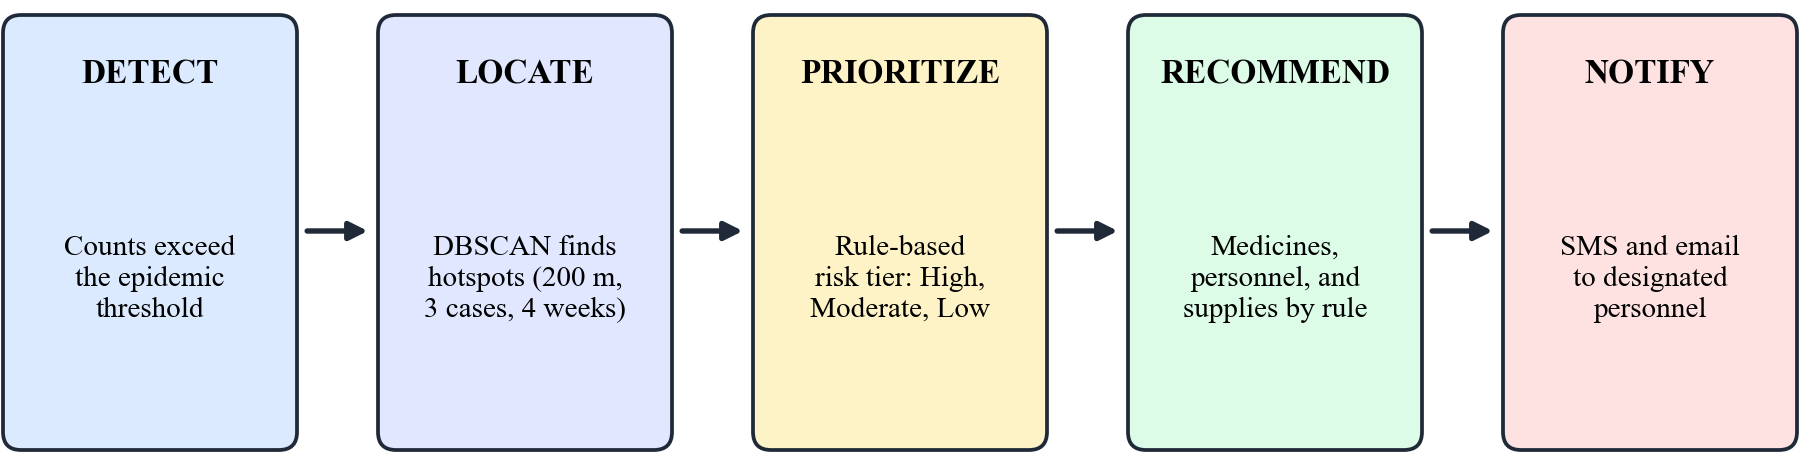 DETECT
Counts exceed
the epidemic
threshold
LOCATE
DBSCAN finds
hotspots (200 m,
3 cases, 4 weeks)
PRIORITIZE
Rule-based
risk tier: High,
Moderate, Low
RECOMMEND
Medicines,
personnel, and
supplies by rule
NOTIFY
SMS and email
to designated
personnel